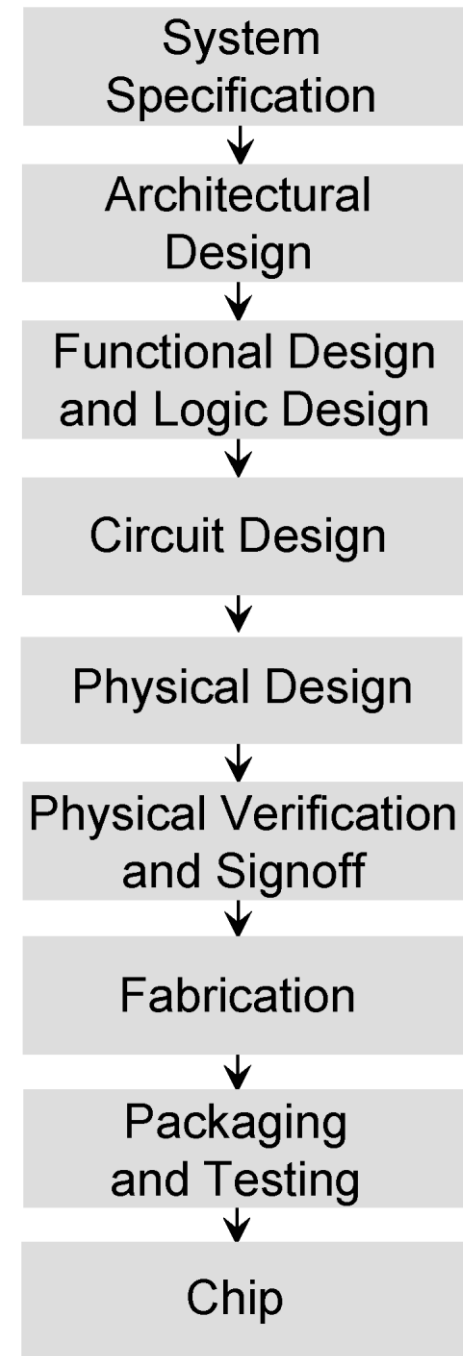 System
Specification
Architectural
Design
Functional Design
and Logic Design
Circuit Design
Physical Design
Physical Verification
and Signoff
Fabrication
Packaging
and Testing
Chip